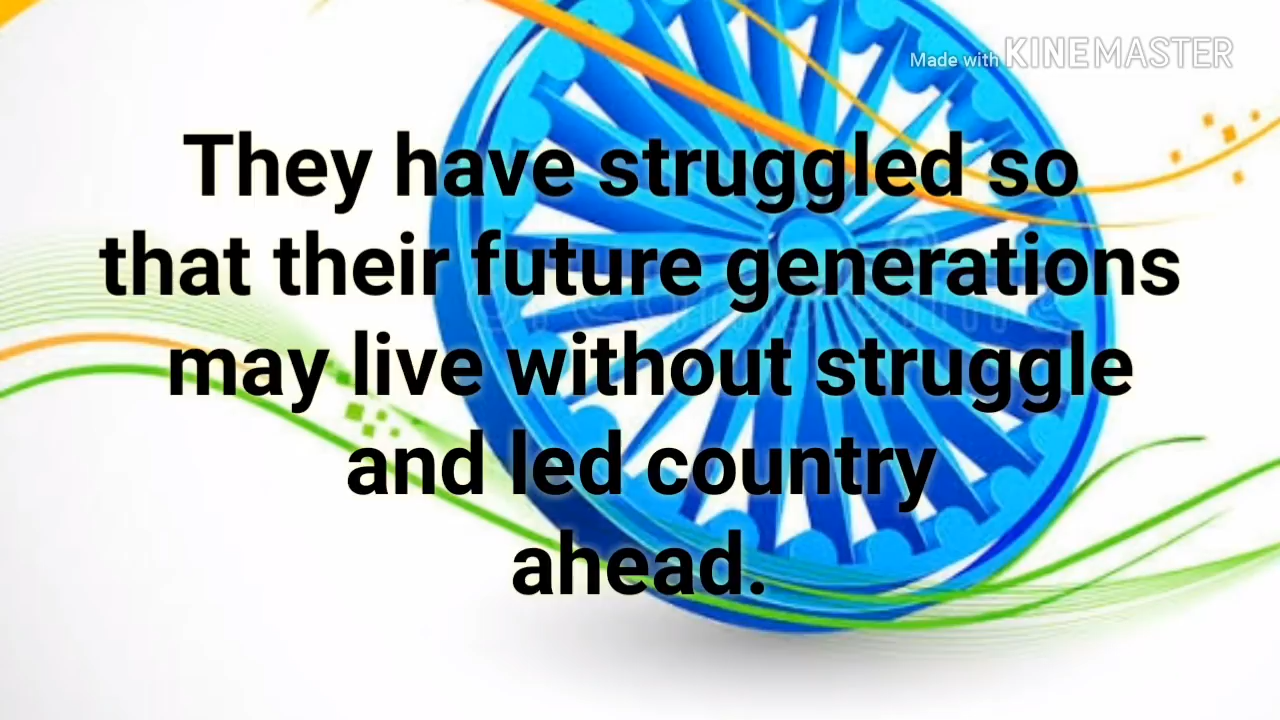 Made with KINEMASTER
They have struggled so
that their future generations
may live without struggle
and led country
ahead.